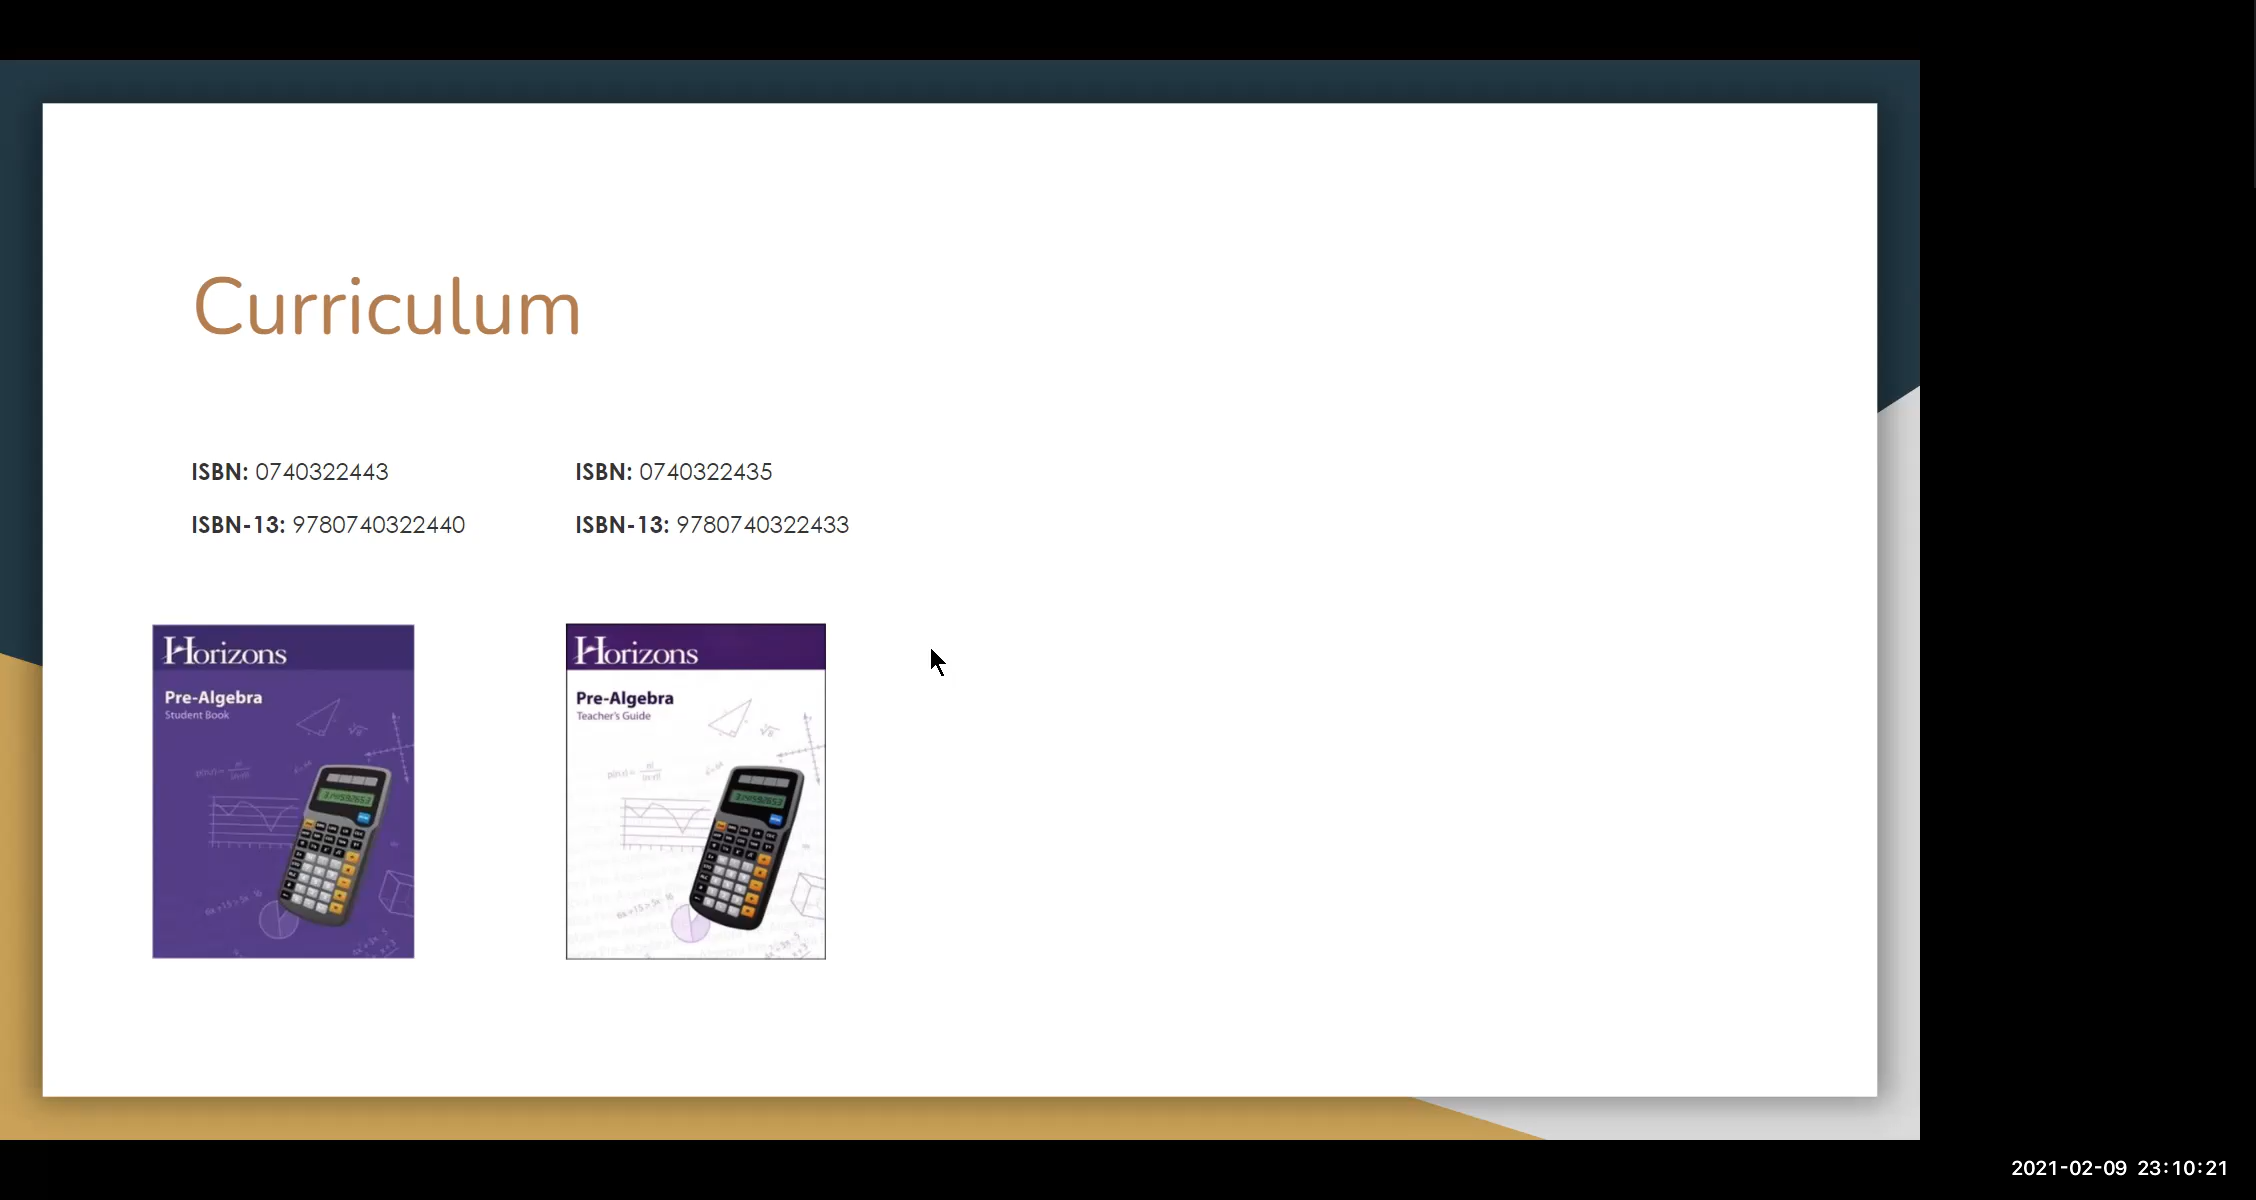 Curriculum
ISBN: 0740322443
ISBN-13: 9780740322440
ISBN: 0740322435
ISBN-13: 9780740322433
Horizons
Pre-Algebra
Student Book
Horizons
Pre-Algebra
Teacher's Guide
2021-02-09 23:10:21